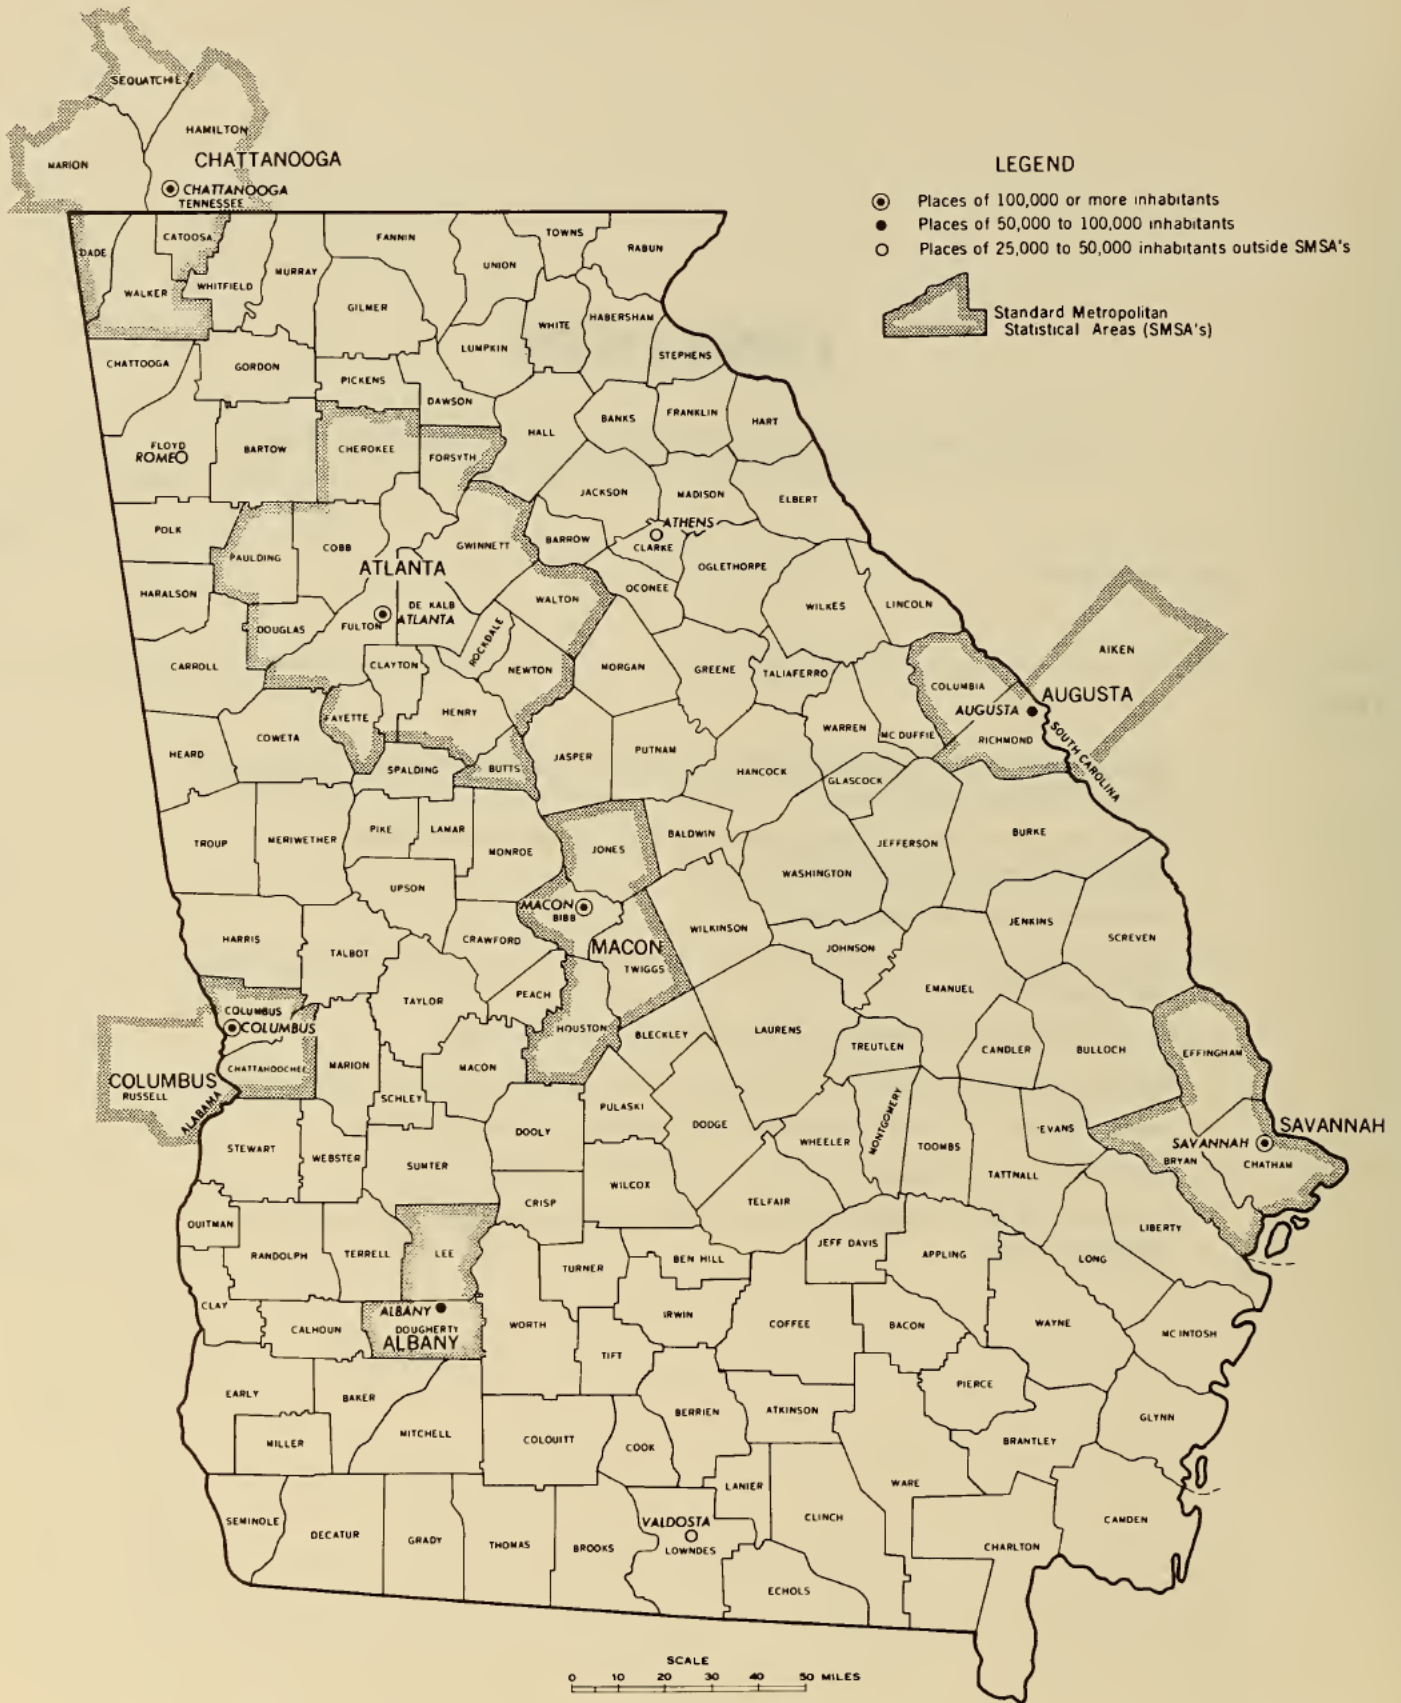 SEQUATCHIE
HAMILTON
MARION
CHATTANOOGA
CHATTANOOGA
TENNESSEE
LEGEND
Places of 100,000 or more inhabitants
Places of 50,000 to 100,000 inhabitants
Places of 25,000 to 50,000 inhabitants outside SMSA's
Standard Metropolitan
Statistical Areas (SMSA's)
DADE
CATOOSA
WALKER
WHITFIELD
MURRAY
FANNIN
GILMER
UNION
TOWNS
RABUN
WHITE
HABERSHAM
LUMPKIN
STEPHENS
CHATTOOGA
GORDON
PICKENS
DAWSON
HALL
BANKS
FRANKLIN
HART
FLOYD
ROME
BARTOW
CHEROKEE
FORSYTH
JACKSON
MADISON
ELBERT
POLK
PAULDING
COBB
GWINNETT
BARROW
ATHENS
CLARKE
ATLANTA
OCONEE
OGLETHORPE
HARALSON
DOUGLAS
FULTON
DE KALB
ATLANTA
WALTON
WILKES
LINCOLN
ROCKDALE
CARROLL
CLAYTON
NEWTON
MORGAN
GREENE
TALIAFERRO
COLUMBIA
AIKEN
AUGUSTA
AUGUSTA
RICHMOND
SOUTH CAROLINA
FAYETTE
HENRY
WARREN
MC DUFFIE
HEARD
COWETA
SPALDING
BUTTS
JASPER
PUTNAM
HANCOCK
GLASCOCK
TROUP
MERIWETHER
PIKE
LAMAR
MONROE
JONES
BALDWIN
WASHINGTON
JEFFERSON
BURKE
UPSON
MACON
BIBB
WILKINSON
JENKINS
SCREVEN
HARRIS
TALBOT
CRAWFORD
MACON
TWIGGS
JOHNSON
EMANUEL
TAYLOR
PEACH
COLUMBUS
COLUMBUS
HOUSTON
BLECKLEY
LAURENS
TREUTLEN
CANDLER
BULLOCH
EFFINGHAM
CHATTAHOOCHEE
MARION
MACON
COLUMBUS
RUSSELL
ALABAMA
SCHLEY
PULASKI
DODGE
WHEELER
MONTGOMERY
TOOMBS
EVANS
TATTNALL
SAVANNAH
SAVANNAH
BRYAN
CHATHAM
STEWART
WEBSTER
SUMTER
DOOLY
CRISP
WILCOX
TELFAIR
LIBERTY
QUITMAN
RANDOLPH
TERRELL
LEE
TURNER
BEN HILL
JEFF DAVIS
APPLING
LONG
CLAY
CALHOUN
ALBANY
DOUGHERTY
ALBANY
WORTH
IRWIN
COFFEE
BACON
WAYNE
MC INTOSH
TIFT
PIERCE
EARLY
BAKER
MITCHELL
MILLER
COLQUITT
COOK
BERRIEN
ATKINSON
BRANTLEY
GLYNN
LANIER
WARE
CLINCH
CAMDEN
SEMINOLE
DECATUR
GRADY
THOMAS
BROOKS
VALDOSTA
LOWNDES
CHARLTON
ECHOLS
SCALE
0 10 20 30 40 50 MILES